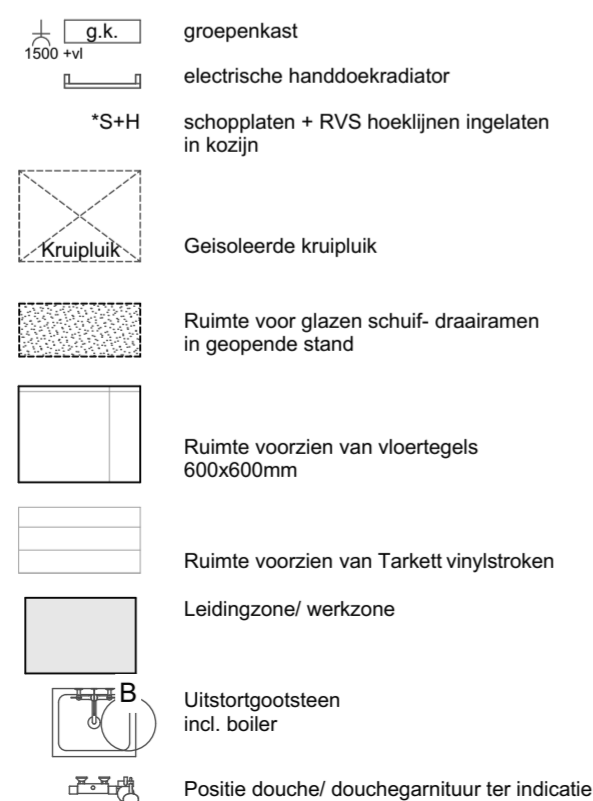 g.k. groepenkast
1500 +vl
electrische handdoekradiator
*S+H schopplaten + RVS hoeklijnen ingelaten
in kozijn
Kruipluik Geisoleerde kruipluik
Ruimte voor glazen schuif- draairamen
in geopende stand
Ruimte voorzien van vloertegels
600x600mm
Ruimte voorzien van Tarkett vinylstroken
Leidingzone/ werkzone
B Uitstortgootsteen
incl. boiler
Positie douche/ douchegarnituur ter indicatie